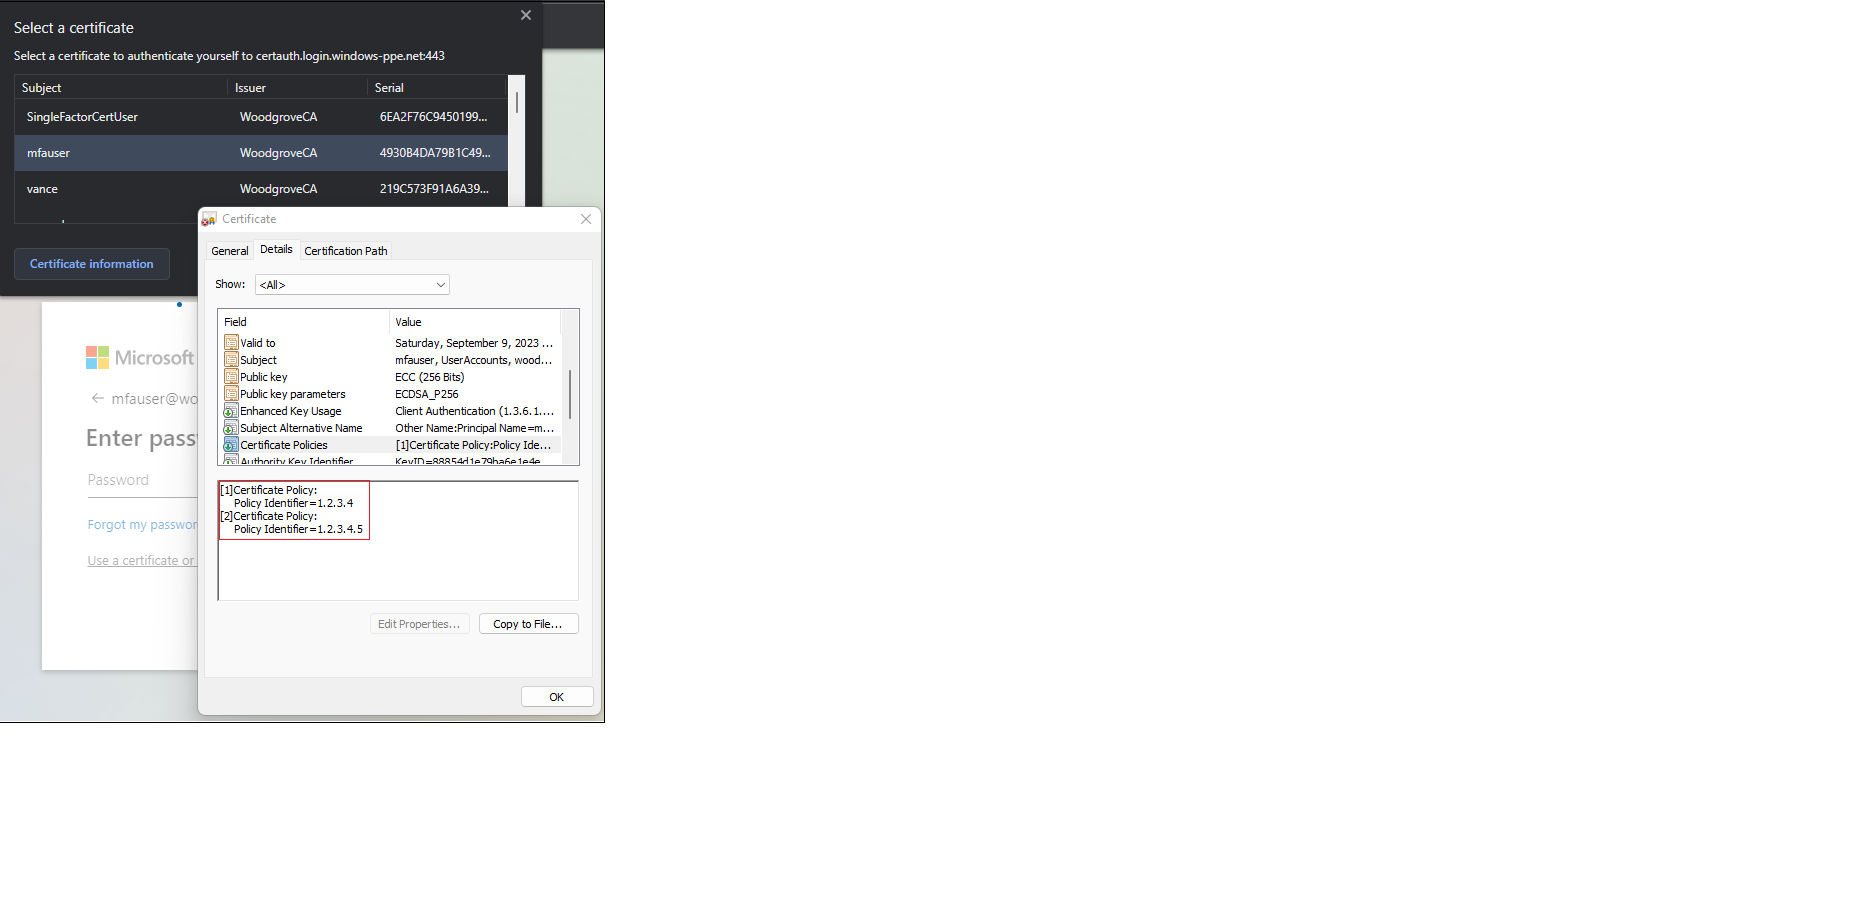 Select a certificate
Select a certificate to authenticate yourself to certauth.login.windows-ppe.net:443
Subject Issuer Serial
SingleFactorCertUser WoodgroveCA 6EA2F76C9450199...
mfauser WoodgroveCA 4930B4DA79B1C49...
vance WoodgroveCA 219C573F91A6A39...
Certificate information
Microsoft
mfauser@wo
Enter pass
Password
Forgot my passwor
Use a certificate or
Certificate
General Details Certification Path
Show: <All>
Field Value
Valid to Saturday, September 9, 2023 ...
Subject mfauser, UserAccounts, wood...
Public key ECC (256 Bits)
Public key parameters ECDSA_P256
Enhanced Key Usage Client Authentication (1.3.6.1....
Subject Alternative Name Other Name:Principal Name=m...
Certificate Policies [1]Certificate Policy:Policy Ide...
Authority Key Identifier KeyID=88854d1e79ba6e1e4e
[1]Certificate Policy:
Policy Identifier=1.2.3.4
[2]Certificate Policy:
Policy Identifier=1.2.3.4.5
Edit Properties... Copy to File...
OK